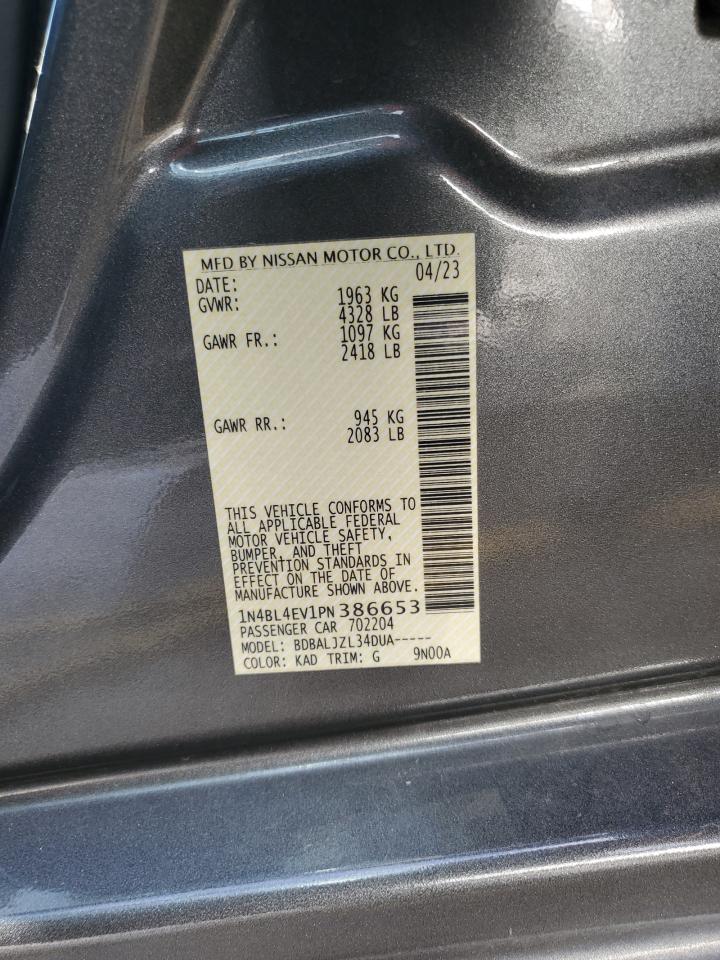 MFD BY NISSAN MOTOR CO., LTD.
DATE: 04/23
GVWR: 1963 KG
4328 LB
GAWR FR.: 1097 KG
2418 LB
GAWR RR.: 945 KG
2083 LB
THIS VEHICLE CONFORMS TO
ALL APPLICABLE FEDERAL
MOTOR VEHICLE SAFETY,
BUMPER, AND THEFT
PREVENTION STANDARDS IN
EFFECT ON THE DATE OF
MANUFACTURE SHOWN ABOVE.
1N4BL4EV1PN386653
PASSENGER CAR 702204
MODEL: BDBALJZL34DUA-----
COLOR: KAD TRIM: G 9N00A